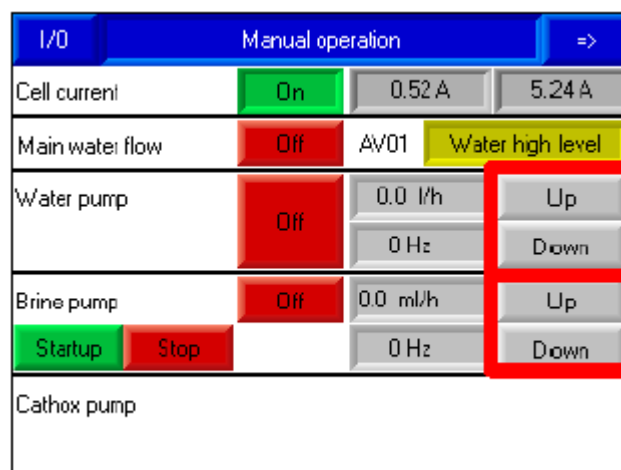 I/O Manual operation =>
Cell current On 0.52 A 5.24 A
Main water flow Off AV01 Water high level
Water pump Off 0.0 l/h Up
0 Hz Down
Brine pump Off 0.0 ml/h Up
Startup Stop 0 Hz Down
Cathox pump